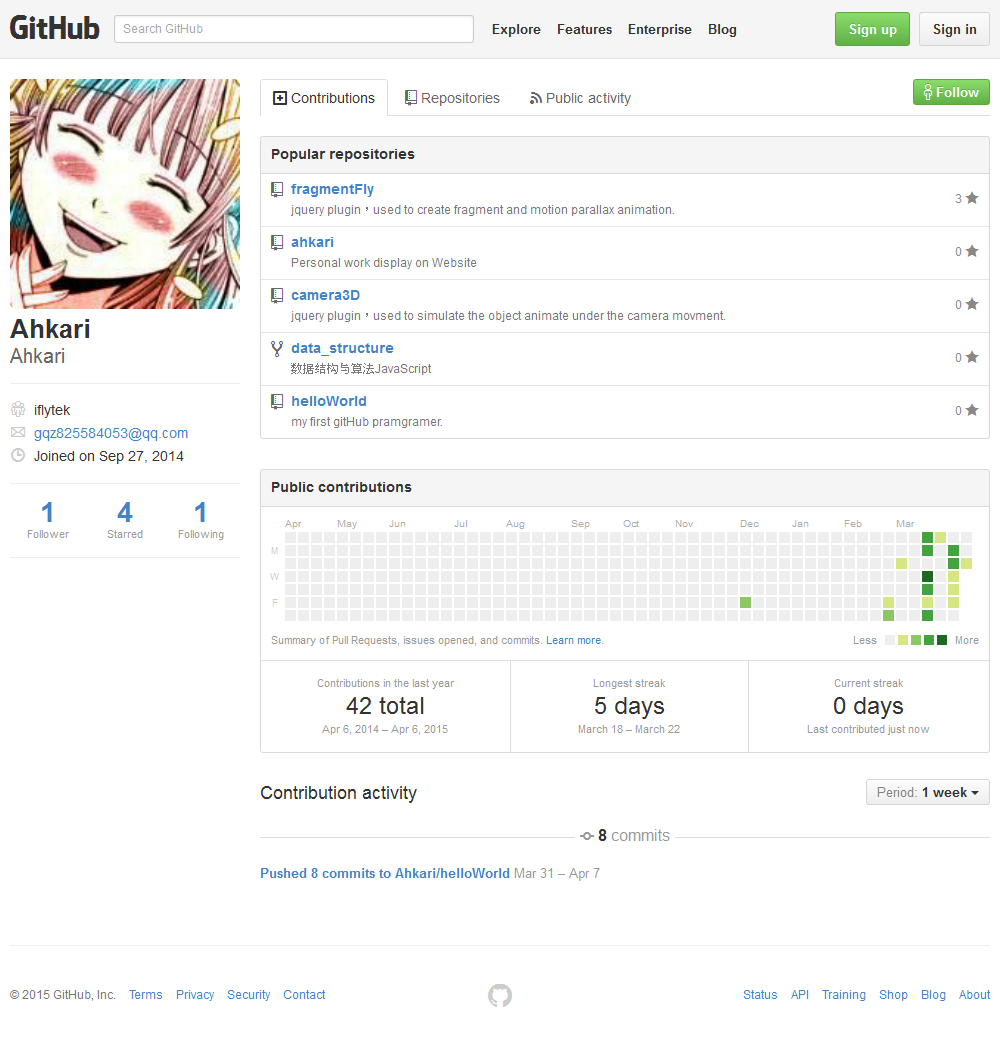 GitHub Search GitHub Explore Features Enterprise Blog Sign up Sign in
Contributions Repositories Public activity Follow
Ahkari
Ahkari
iflytek
gqz825584053@qq.com
Joined on Sep 27, 2014
1 4 1
Follower Starred Following
Popular repositories
fragmentFly
jquery plugin，used to create fragment and motion parallax animation.
3
ahkari
Personal work display on Website
0
camera3D
jquery plugin，used to simulate the object animate under the camera movment.
0
data_structure
数据结构与算法JavaScript
0
helloWorld
my first gitHub pramgramer.
0
Public contributions
Apr May Jun Jul Aug Sep Oct Nov Dec Jan Feb Mar
M
W
F
Summary of Pull Requests, issues opened, and commits. Learn more. Less More
Contributions in the last year
42 total
Apr 6, 2014 – Apr 6, 2015
Longest streak
5 days
March 18 – March 22
Current streak
0 days
Last contributed just now
Contribution activity Period: 1 week
8 commits
Pushed 8 commits to Ahkari/helloWorld Mar 31 – Apr 7
© 2015 GitHub, Inc. Terms Privacy Security Contact Status API Training Shop Blog About